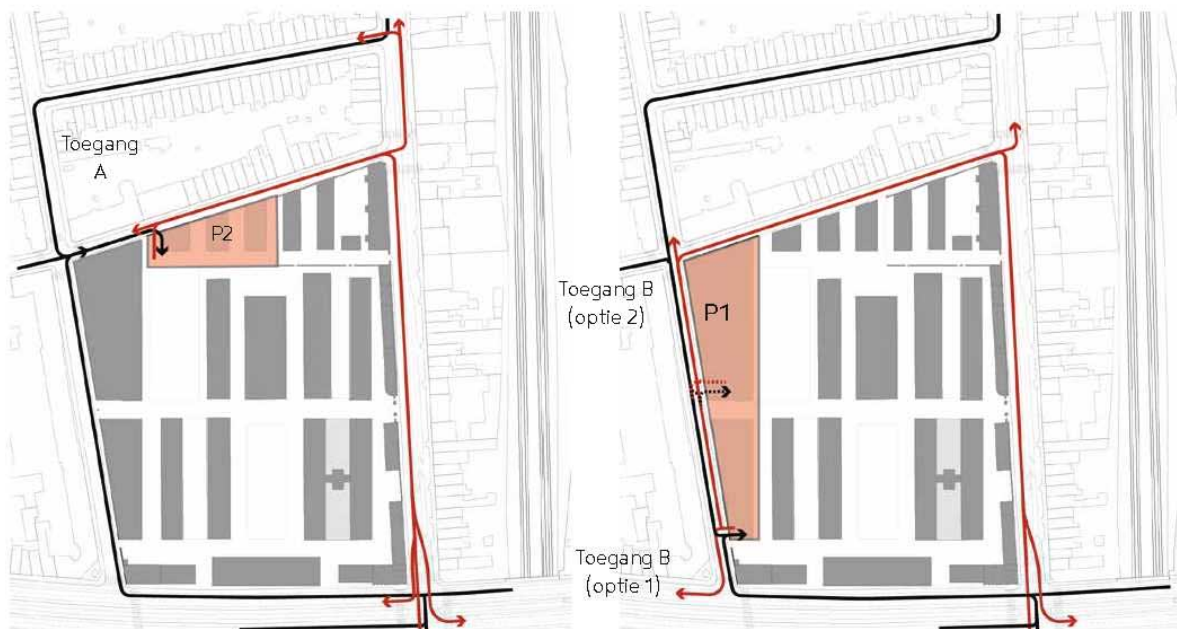 Toegang
A
P2
Toegang B
(optie 2)
P1
Toegang B
(optie 1)